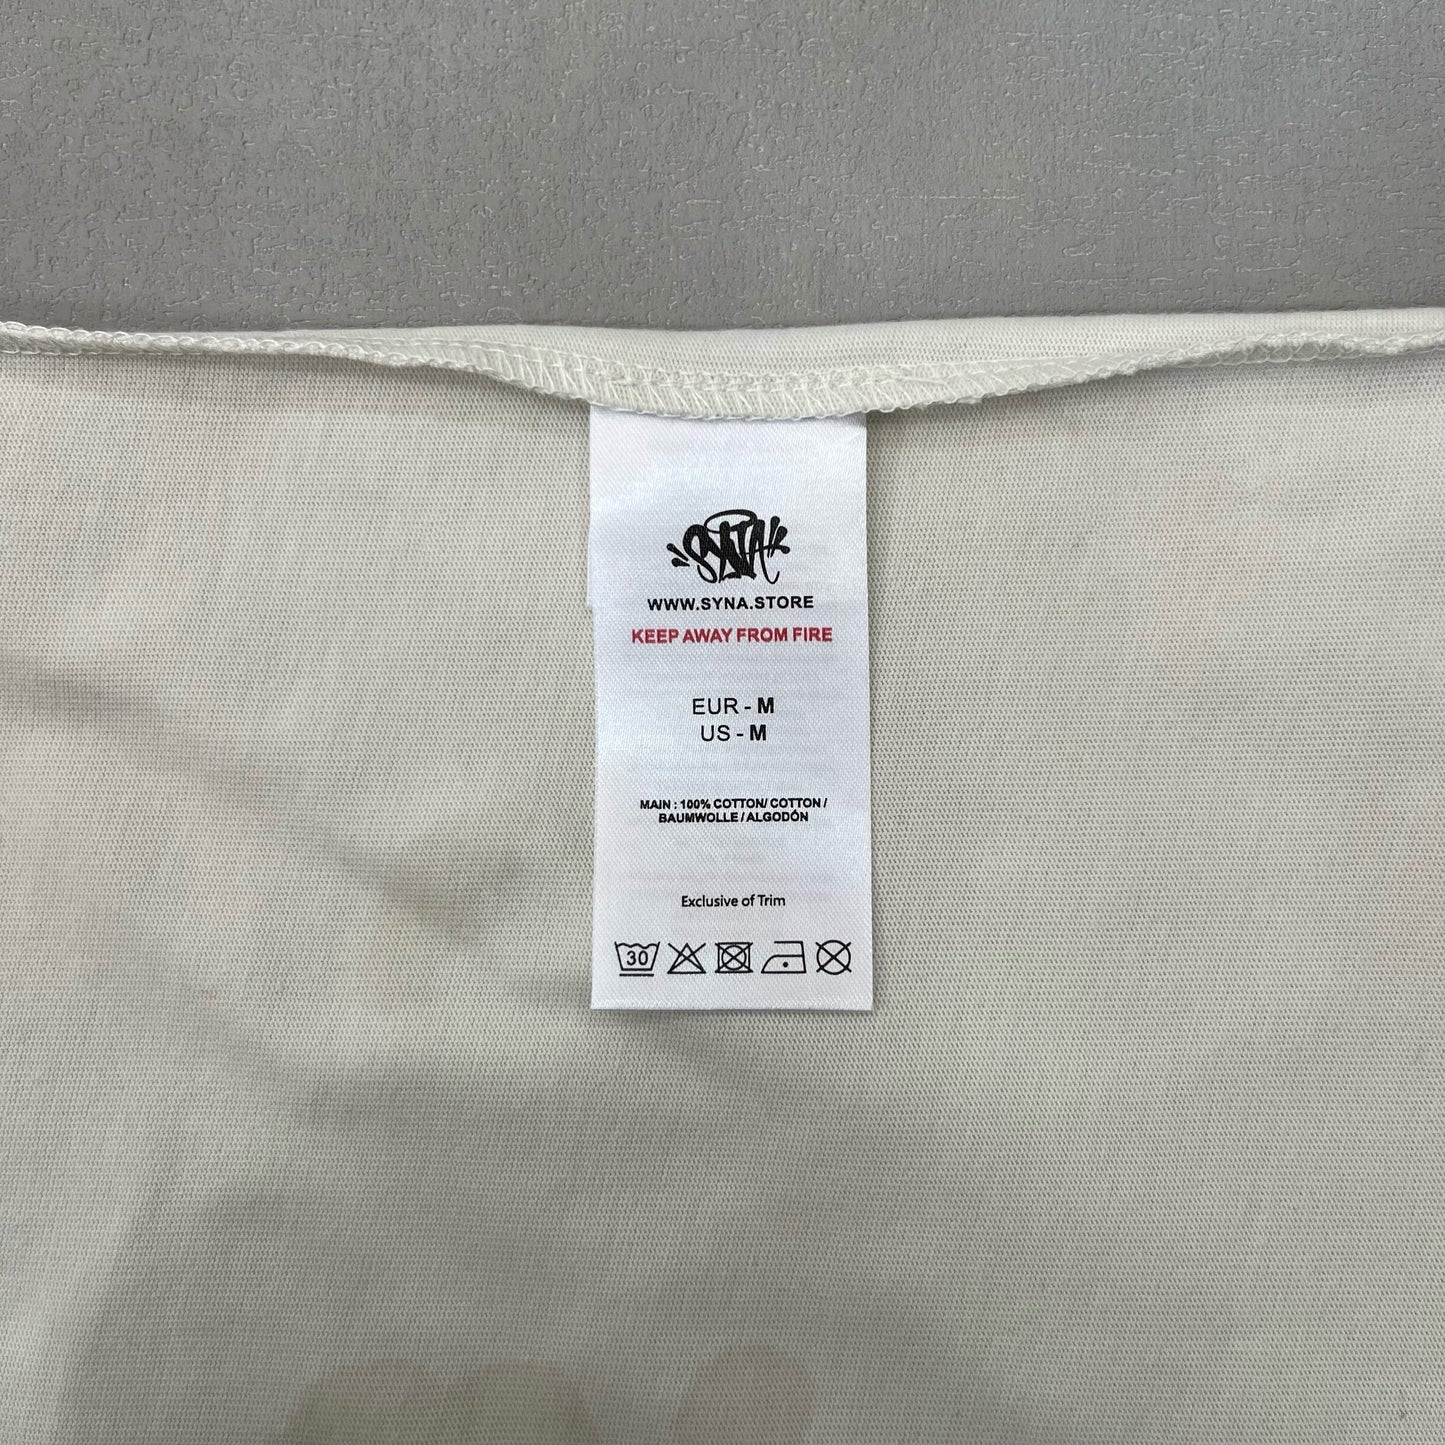 SYNA
WWW.SYNA.STORE
KEEP AWAY FROM FIRE
EUR - M
US - M
MAIN : 100% COTTON/ COTTON /
BAUMWOLLE / ALGODÓN
Exclusive of Trim
30